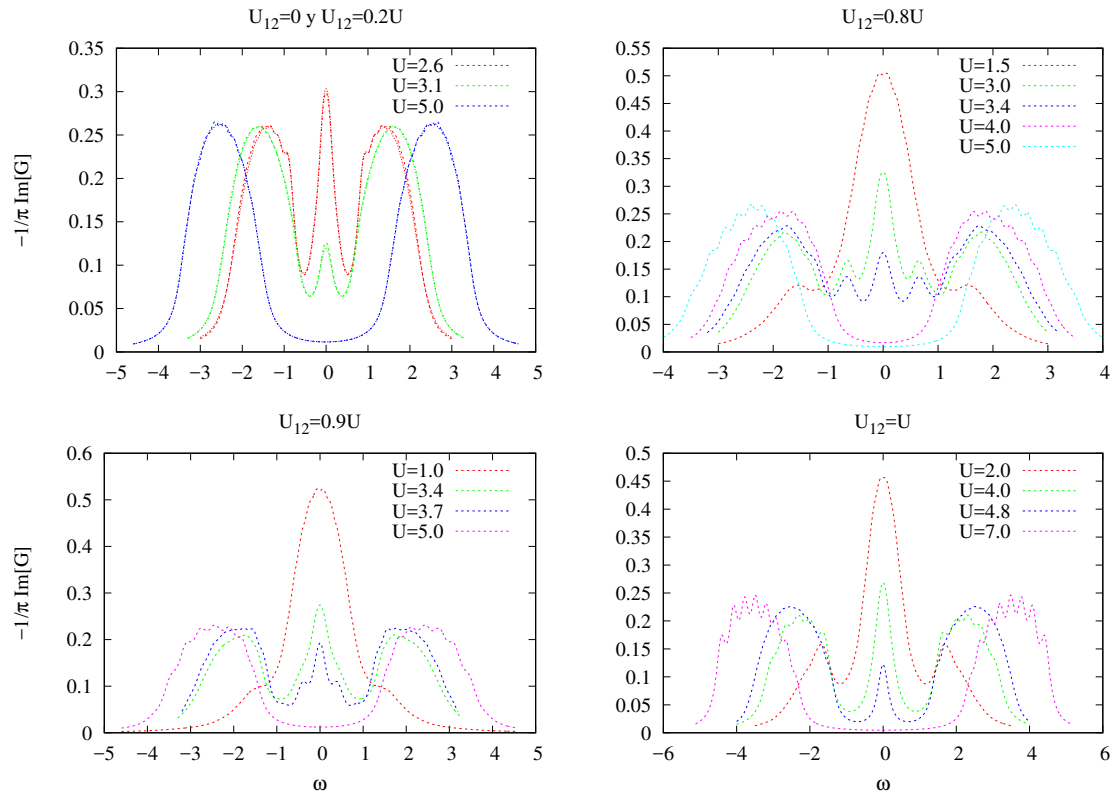 U12=0 y U12=0.2U
−1/π Im[G]
0.35
0.3
0.25
0.2
0.15
0.1
0.05
0
−5 −4 −3 −2 −1 0 1 2 3 4 5
U=2.6
U=3.1
U=5.0
U12=0.8U
0.55
0.5
0.45
0.4
0.35
0.3
0.25
0.2
0.15
0.1
0.05
0
−4 −3 −2 −1 0 1 2 3 4
U=1.5
U=3.0
U=3.4
U=4.0
U=5.0
U12=0.9U
−1/π Im[G]
0.6
0.5
0.4
0.3
0.2
0.1
0
−5 −4 −3 −2 −1 0 1 2 3 4 5
ω
U=1.0
U=3.4
U=3.7
U=5.0
U12=U
0.5
0.45
0.4
0.35
0.3
0.25
0.2
0.15
0.1
0.05
0
−6 −4 −2 0 2 4 6
ω
U=2.0
U=4.0
U=4.8
U=7.0